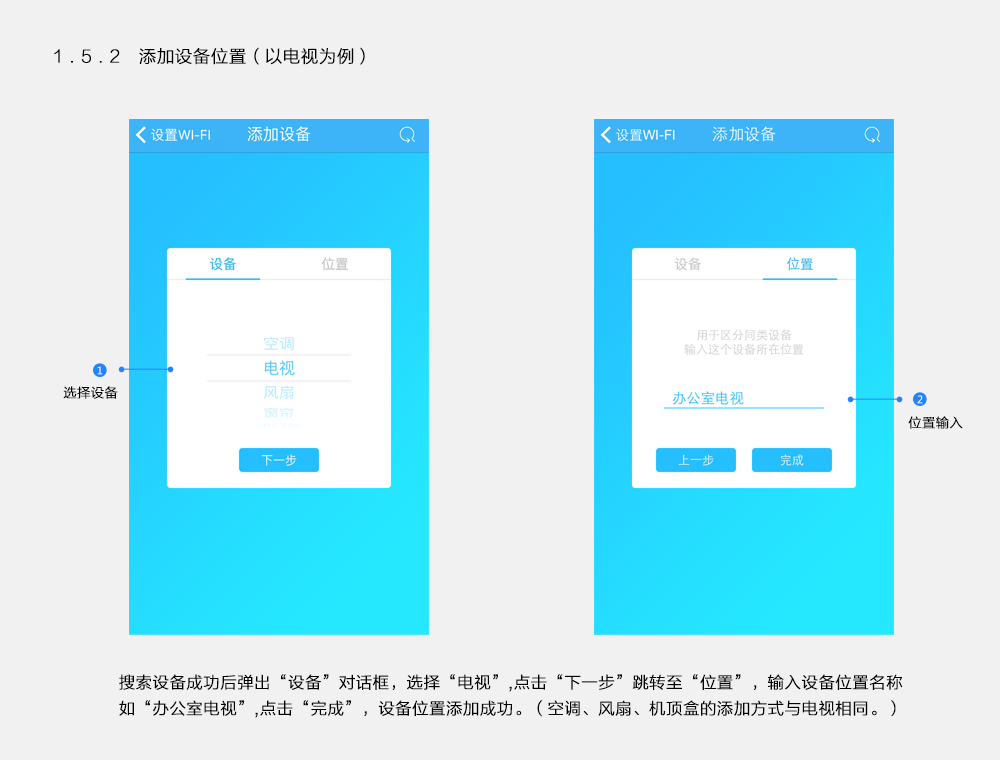 1.5.2 添加设备位置（以电视为例）
设置WI-FI 添加设备
设备 位置
空调
电视
风扇
窗帘
下一步
1
选择设备
设置WI-FI 添加设备
设备 位置
用于区分同类设备
输入这个设备所在位置
办公室电视
上一步 完成
2
位置输入
搜索设备成功后弹出“设备”对话框，选择“电视”,点击“下一步”跳转至“位置”，输入设备位置名称
如“办公室电视”,点击“完成”，设备位置添加成功。（空调、风扇、机顶盒的添加方式与电视相同。）